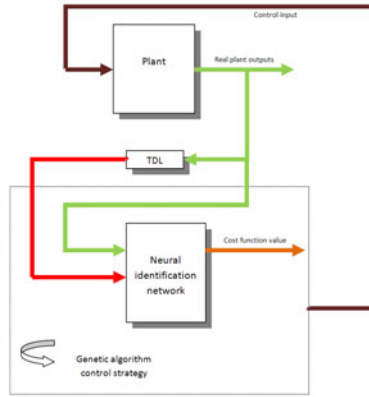 Control input
Plant
Real plant outputs
TDL
Cost function value
Neural
identification
network
Genetic algorithm
control strategy